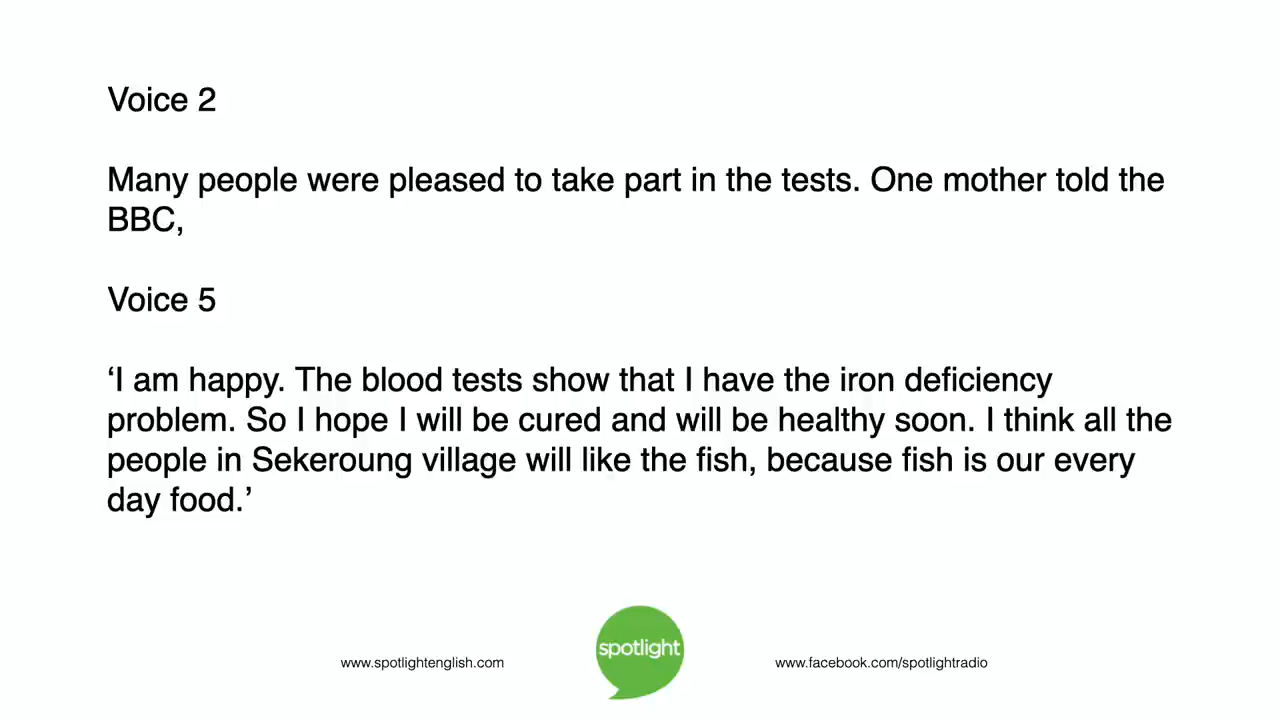 Voice 2
Many people were pleased to take part in the tests. One mother told the
BBC,
Voice 5
‘I am happy. The blood tests show that I have the iron deficiency
problem. So I hope I will be cured and will be healthy soon. I think all the
people in Sekeroung village will like the fish, because fish is our every
day food.’
www.spotlightenglish.com
spotlight
www.facebook.com/spotlightradio